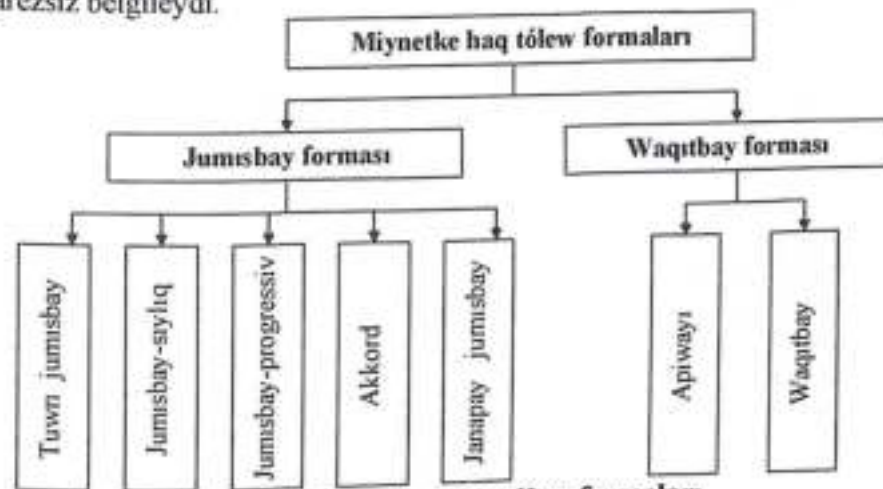 belgileydi.
Miynetke haq tólew formaları
Jumısbay forması
Waqıtbay forması
Tuwrı jumısbay
Jumısbay-sıylıq
Jumısbay-progressiv
Akkord
Janapay jumısbay
Apiwayı
Waqıtbay